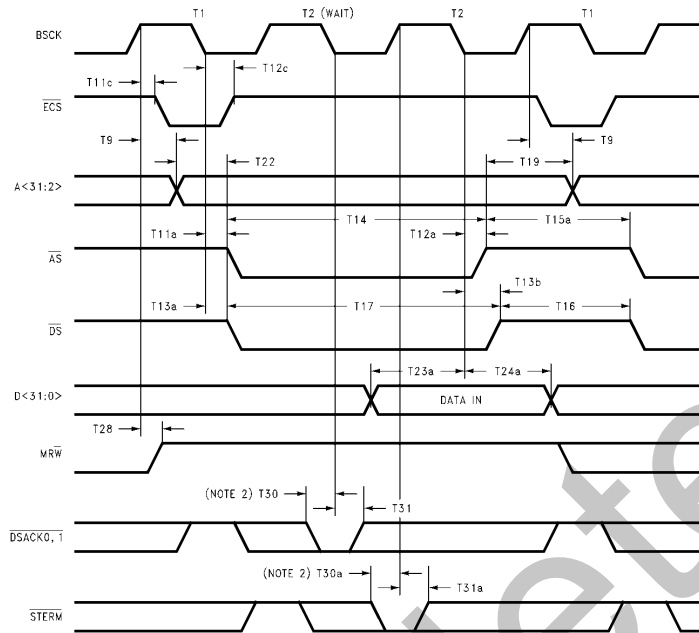 T1 T2 (WAIT) T2 T1
BSCK
T11c T12c
ECS
T9 T9
T22 T19
A<31:2>
T14 T15a
T11a T12a
AS
T13b
T13a T17 T16
DS
T23a T24a
D<31:0> DATA IN
T28
MRW
(NOTE 2) T30 T31
DSACK0, 1
(NOTE 2) T30a T31a
STERM